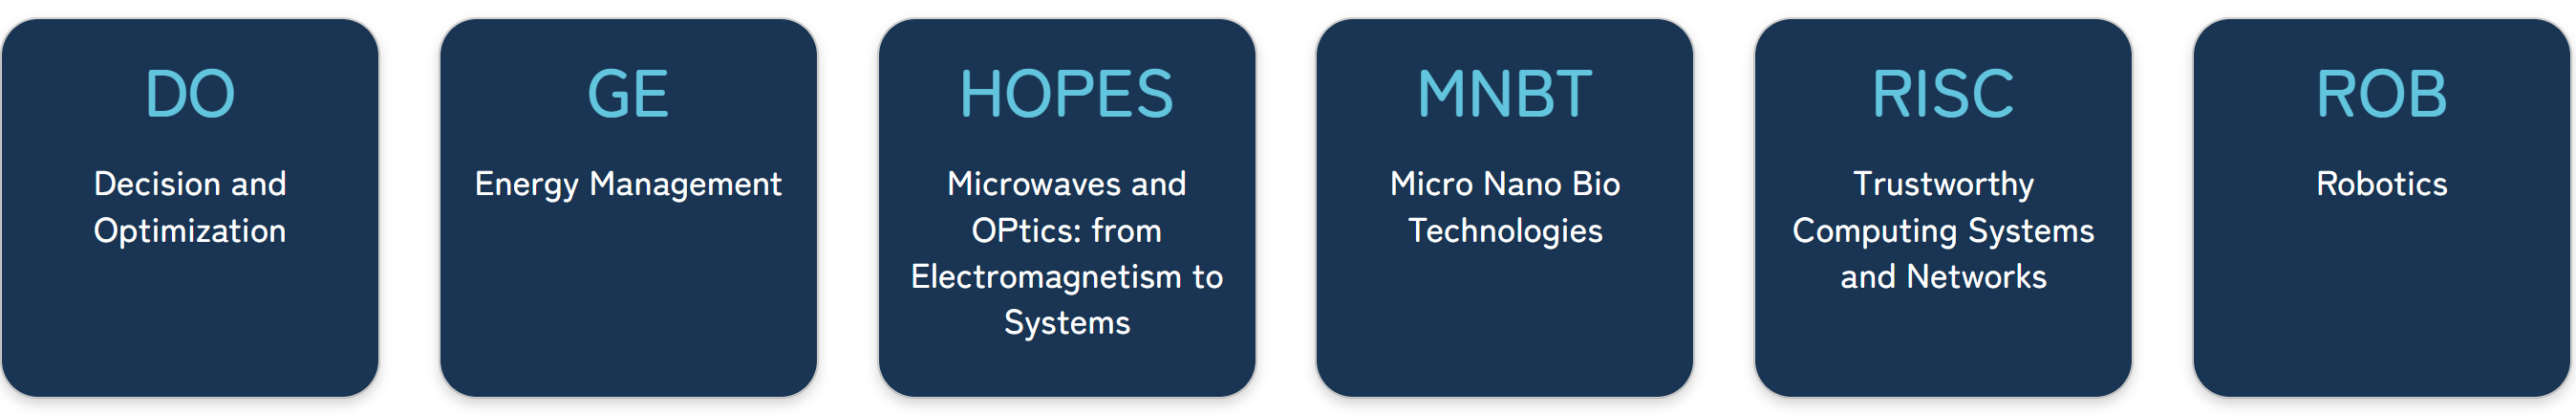 DO
Decision and
Optimization
GE
Energy Management
HOPES
Microwaves and
OPtics: from
Electromagnetism to
Systems
MNBT
Micro Nano Bio
Technologies
RISC
Trustworthy
Computing Systems
and Networks
ROB
Robotics